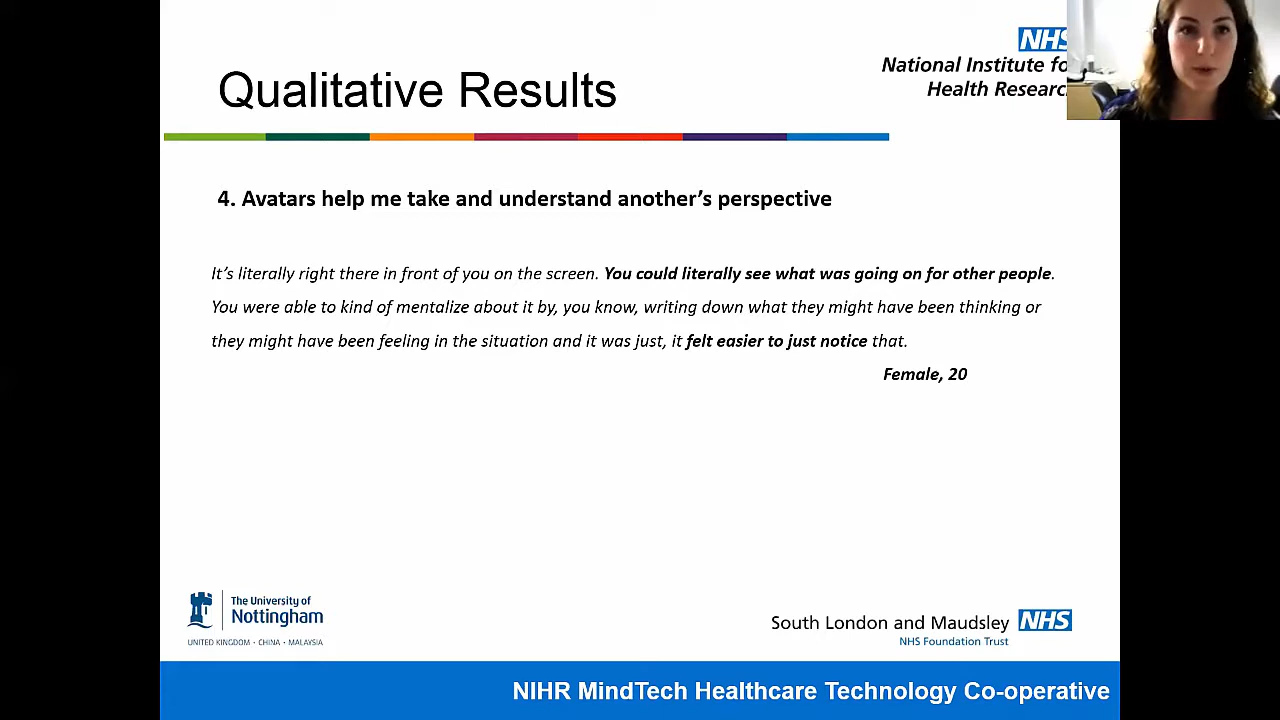 Qualitative Results
NHS
National Institute for
Health Research
4. Avatars help me take and understand another’s perspective
It’s literally right there in front of you on the screen. You could literally see what was going on for other people.
You were able to kind of mentalize about it by, you know, writing down what they might have been thinking or
they might have been feeling in the situation and it was just, it felt easier to just notice that.
Female, 20
The University of
Nottingham
UNITED KINGDOM · CHINA · MALAYSIA
South London and Maudsley NHS
NHS Foundation Trust
NIHR MindTech Healthcare Technology Co-operative